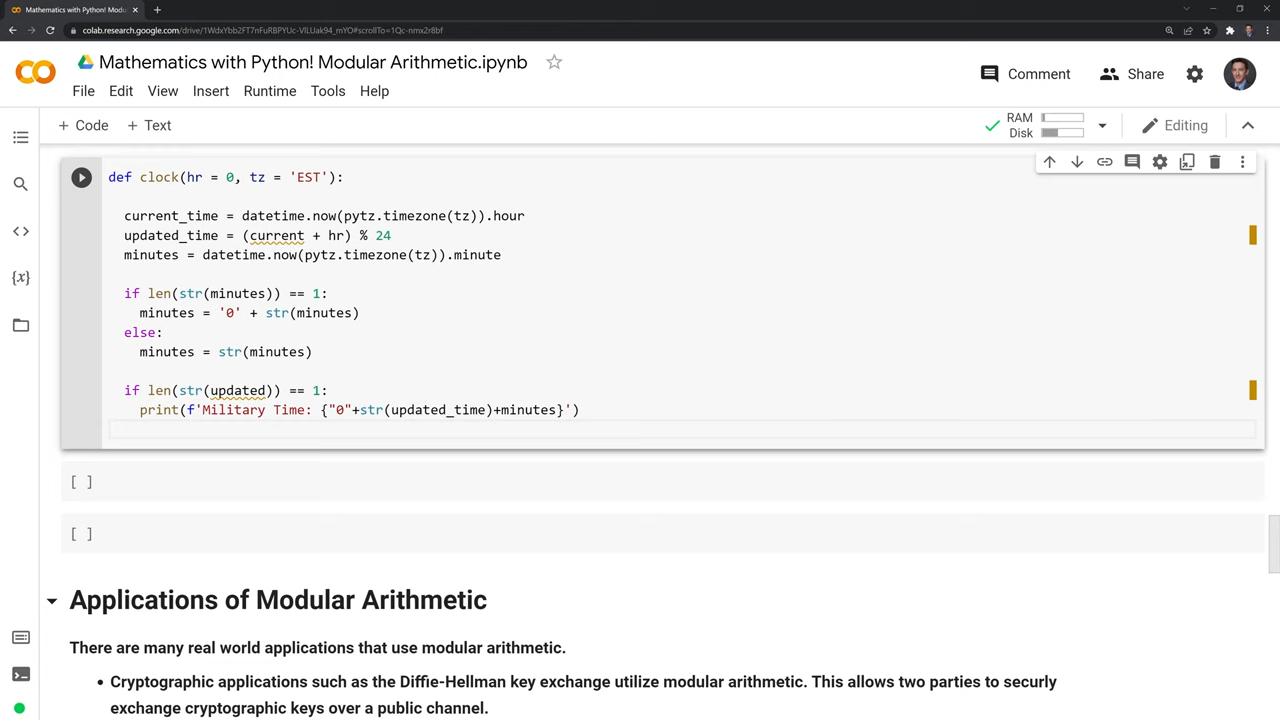 Mathematics with Python! Modu
colab.research.google.com/drive/1WdxYbb2FT7nFuRBPYUc-VlLUak94_mYO#scrollTo=1Qc-nmx2r8bf
Mathematics with Python! Modular Arithmetic.ipynb
Comment
Share
File Edit View Insert Runtime Tools Help
+ Code + Text
RAM
Disk
Editing
def clock(hr = 0, tz = 'EST'):
current_time = datetime.now(pytz.timezone(tz)).hour
updated_time = (current + hr) % 24
minutes = datetime.now(pytz.timezone(tz)).minute
if len(str(minutes)) == 1:
minutes = '0' + str(minutes)
else:
minutes = str(minutes)
if len(str(updated)) == 1:
print(f'Military Time: {"0"+str(updated_time)+minutes}')
[ ]
[ ]
Applications of Modular Arithmetic
There are many real world applications that use modular arithmetic.
• Cryptographic applications such as the Diffie-Hellman key exchange utilize modular arithmetic. This allows two parties to securly
exchange cryptographic keys over a public channel.